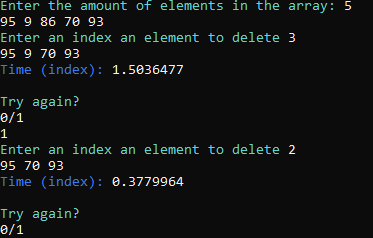 Enter the amount of elements in the array: 5
95 9 86 70 93
Enter an index an element to delete 3
95 9 70 93
Time (index): 1.5036477
Try again?
0/1
1
Enter an index an element to delete 2
95 70 93
Time (index): 0.3779964
Try again?
0/1